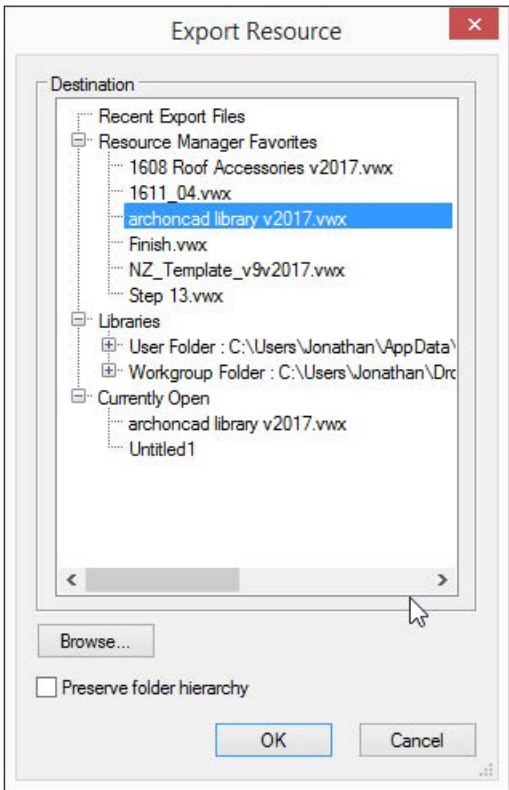 Export Resource
Destination
Recent Export Files
Resource Manager Favorites
1608 Roof Accessories v2017.vwx
1611_04.vwx
archoncad library v2017.vwx
Finish.vwx
NZ_Template_v9v2017.vwx
Step 13.vwx
Libraries
User Folder : C:\Users\Jonathan\AppData\
Workgroup Folder : C:\Users\Jonathan\Drc
Currently Open
archoncad library v2017.vwx
Untitled1
Browse...
Preserve folder hierarchy
OK Cancel